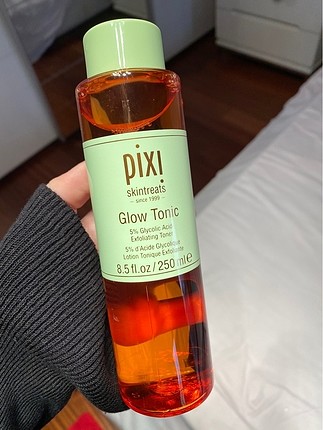 pixi
skintreats
– since 1999 –
Glow Tonic
5% Glycolic Acid
Exfoliating Toner
5% d'Acide Glycolique
Lotion Tonique Exfoliante
8.5 fl.oz/250 ml ℮